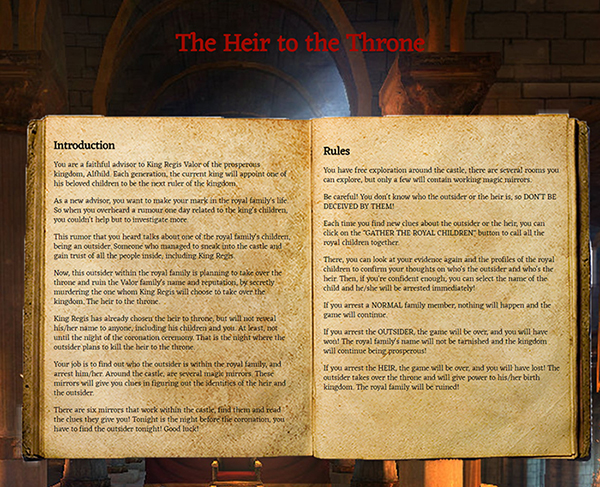 The Heir to the Throne
Introduction
You are a faithful advisor to King Regis Valor of the prosperous
kingdom, Alfhild. Each generation, the current king will appoint one of
his beloved children to be the next ruler of the kingdom.
As a new advisor, you want to make your mark in the royal family's life.
So when you overheard a rumour one day related to the king's children,
you couldn't help but to investigate more.
This rumor that you heard talks about one of the royal family's children,
being an outsider. Someone who managed to sneak into the castle and
gain trust of all the people inside, including King Regis.
Now, this outsider within the royal family is planning to take over the
throne and ruin the Valor family's name and reputation, by secretly
murdering the one whom King Regis will choose to take over the
kingdom, The heir to the throne.
King Regis has already chosen the heir to throne, but will not reveal
his/her name to anyone, including his children and you. At least, not
until the night of the coronation ceremony. That is the night where the
outsider plans to kill the heir to the throne.
Your job is to find out who the outsider is within the royal family, and
arrest him/her. Around the castle, are several magic mirrors. These
mirrors will give you clues in figuring out the identities of the heir and
the outsider.
There are six mirrors that work within the castle, find them and read
the clues they give you! Tonight is the night before the coronation, you
have to find the outsider tonight! Good luck!
Rules
You have free exploration around the castle, there are several rooms you
can explore, but only a few will contain working magic mirrors.
Be careful! You don't know who the outsider or the heir is, so DON'T BE
DECEIVED BY THEM!
Each time you find new clues about the outsider or the heir, you can
click on the "GATHER THE ROYAL CHILDREN" button to call all the
royal children together.
There, you can look at your evidence again and the profiles of the royal
children to confirm your thoughts on who's the outsider and who's the
heir. Then, if you're confident enough, you can select the name of the
child and he/she will be arrested immediately!
If you arrest a NORMAL family member, nothing will happen and the
game will continue.
If you arrest the OUTSIDER, the game will be over, and you will have
won! The royal family's name will not be tarnished and the kingdom
will continue being prosperous!
If you arrest the HEIR, the game will be over, and you will have lost! The
outsider takes over the throne and will give power to his/her birth
kingdom. The royal family will be ruined!